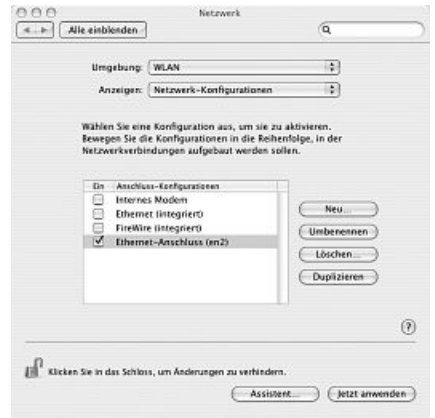 Netzwerk
Alle einblenden
Umgebung: WLAN
Anzeigen: Netzwerk-Konfigurationen
Wählen Sie eine Konfiguration aus, um sie zu aktivieren.
Bewegen Sie die Konfigurationen in die Reihenfolge, in der
Netzwerkverbindungen aufgebaut werden sollen.
Ein Anschluss-Konfigurationen
Internes Modem
Ethernet (integriert)
FireWire (integriert)
Ethernet-Anschluss (en2)
Neu...
Umbenennen
Löschen...
Duplizieren
?
Klicken Sie in das Schloss, um Änderungen zu verhindern.
Assistent...
Jetzt anwenden